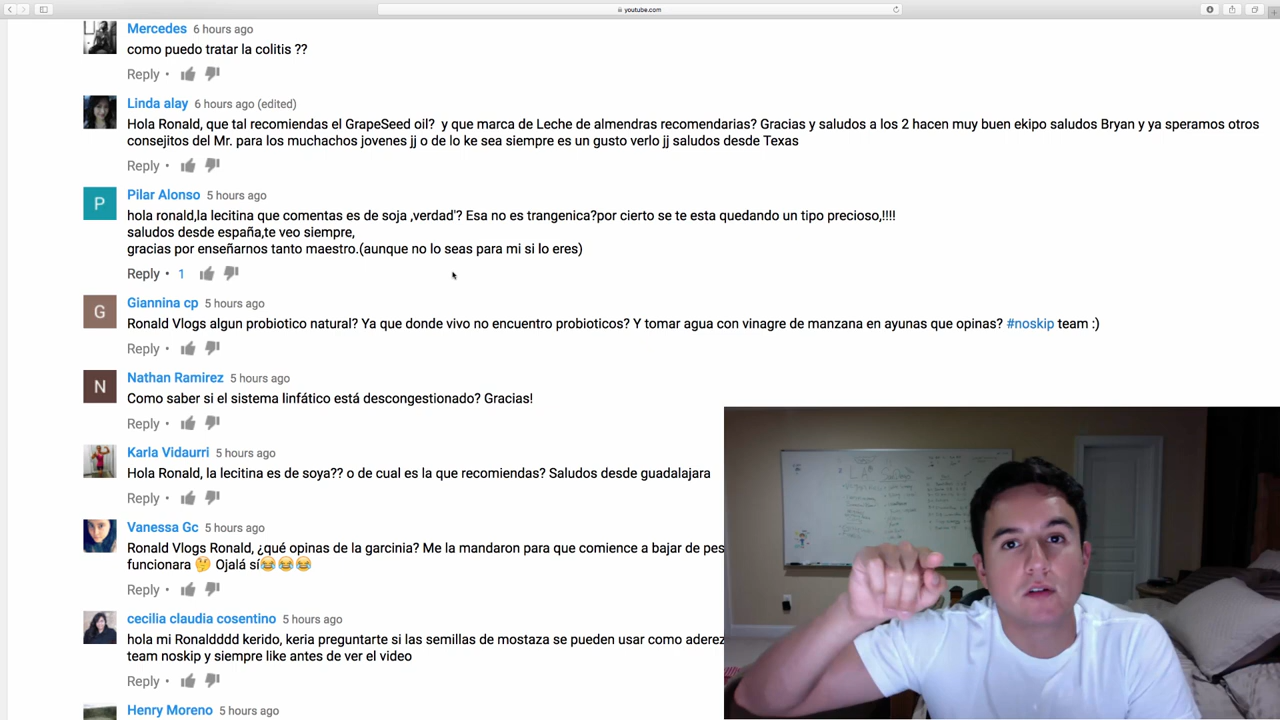 youtube.com
Mercedes 6 hours ago
como puedo tratar la colitis ??
Reply •
Linda alay 6 hours ago (edited)
Hola Ronald, que tal recomiendas el GrapeSeed oil? y que marca de Leche de almendras recomendarias? Gracias y saludos a los 2 hacen muy buen ekipo saludos Bryan y ya speramos otros
consejitos del Mr. para los muchachos jovenes jj o de lo ke sea siempre es un gusto verlo jj saludos desde Texas
Reply •
P
Pilar Alonso 5 hours ago
hola ronald,la lecitina que comentas es de soja ,verdad'? Esa no es trangenica?por cierto se te esta quedando un tipo precioso,!!!!
saludos desde españa,te veo siempre,
gracias por enseñarnos tanto maestro.(aunque no lo seas para mi si lo eres)
Reply • 1
G
Giannina cp 5 hours ago
Ronald Vlogs algun probiotico natural? Ya que donde vivo no encuentro probioticos? Y tomar agua con vinagre de manzana en ayunas que opinas? #noskip team :)
Reply •
N
Nathan Ramirez 5 hours ago
Como saber si el sistema linfático está descongestionado? Gracias!
Reply •
Karla Vidaurri 5 hours ago
Hola Ronald, la lecitina es de soya?? o de cual es la que recomiendas? Saludos desde guadalajara
Reply •
Vanessa Gc 5 hours ago
Ronald Vlogs Ronald, ¿qué opinas de la garcinia? Me la mandaron para que comience a bajar de pes
funcionara 🤔 Ojalá sí😂😂😂
Reply •
cecilia claudia cosentino 5 hours ago
hola mi Ronaldddd kerido, keria preguntarte si las semillas de mostaza se pueden usar como aderez
team noskip y siempre like antes de ver el video
Reply •
Henry Moreno 5 hours ago